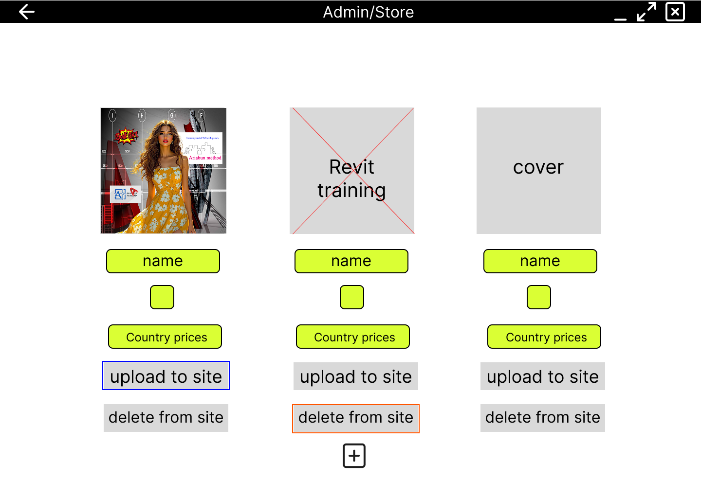 Admin/Store
Revit
training
cover
name
name
name
Country prices
Country prices
Country prices
upload to site
upload to site
upload to site
delete from site
delete from site
delete from site